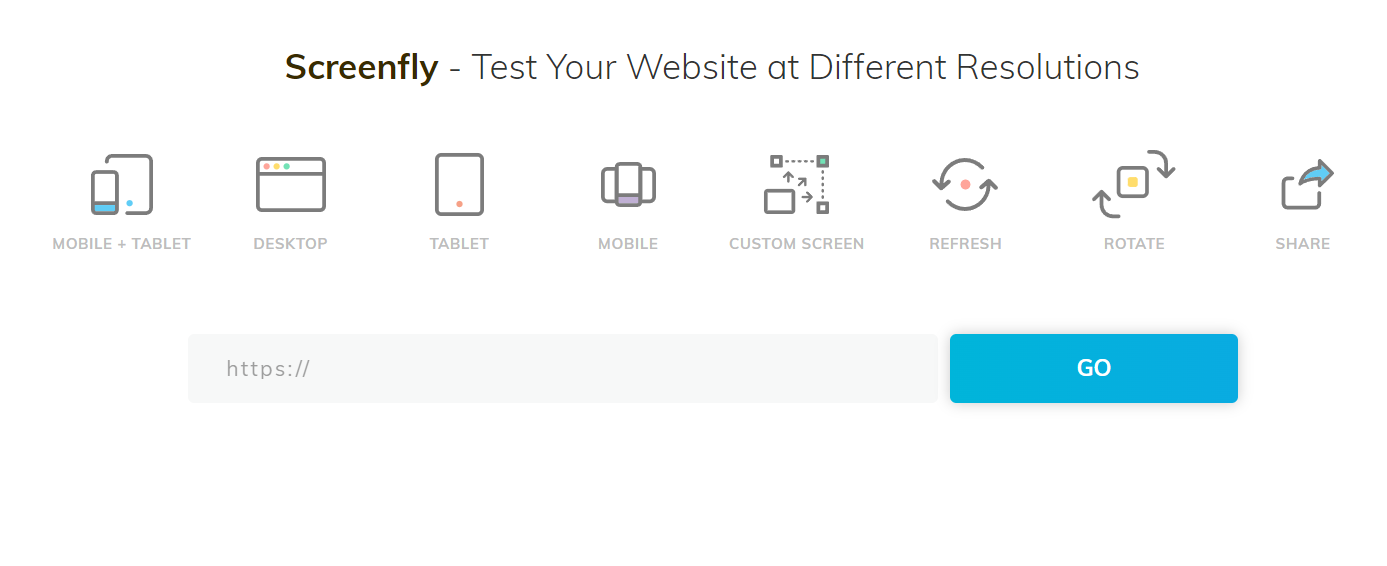 Screenfly - Test Your Website at Different Resolutions
MOBILE + TABLET
DESKTOP
TABLET
MOBILE
CUSTOM SCREEN
REFRESH
ROTATE
SHARE
https://
GO